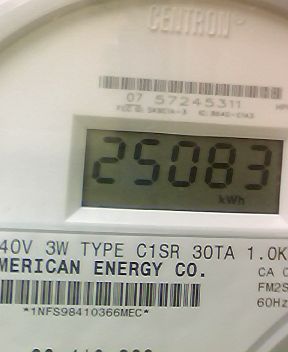 CENTRON
07 57245311
25083
kWh
40V 3W TYPE C1SR 30TA 1.0K
MERICAN ENERGY CO.
CA 0
FM2S
60Hz
*1NFS98410366MEC*